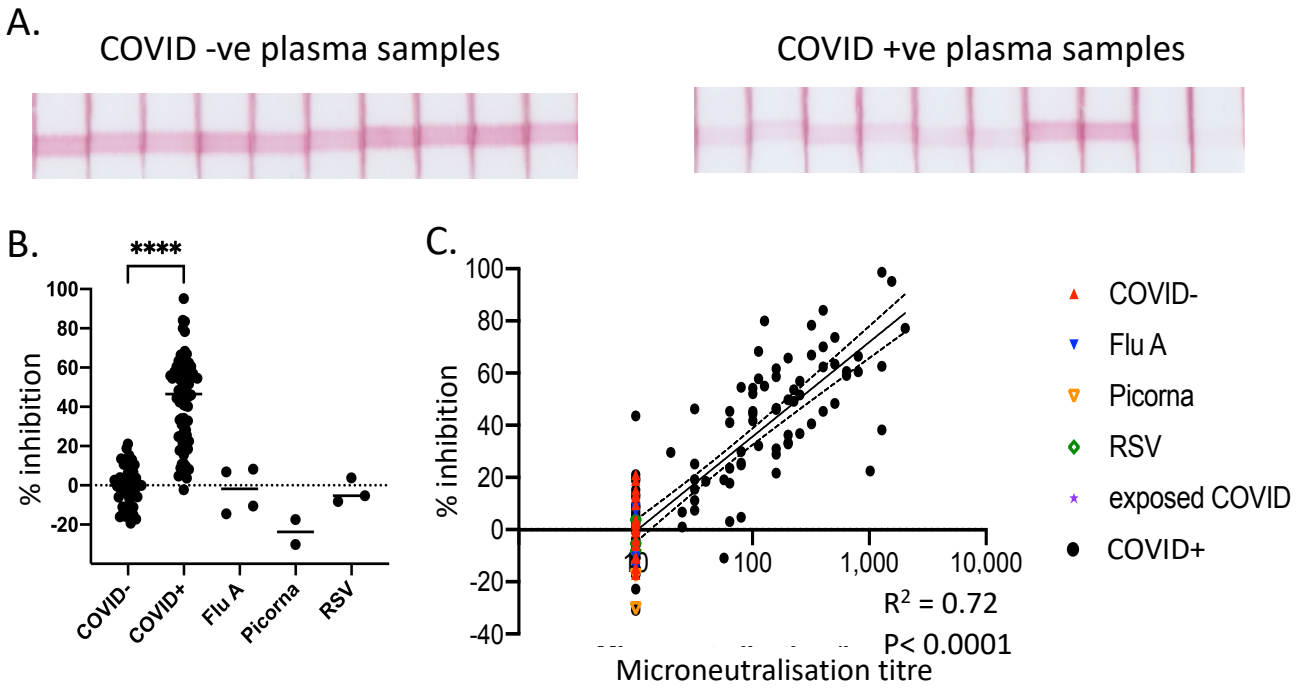 A.
COVID -ve plasma samples
COVID +ve plasma samples
B.
****
100
80
60
40
20
0
-20
% inhibition
COVID-
COVID+
Flu A
Picorna
RSV
C.
100
80
60
40
20
0
-20
-40
% inhibition
10
100
1,000
10,000
R² = 0.72
P< 0.0001
Microneutralisation titre
COVID-
Flu A
Picorna
RSV
exposed COVID
COVID+